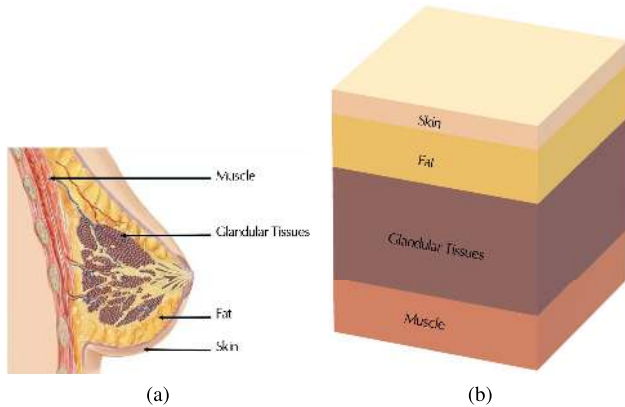 Muscle
Glandular Tissues
Fat
Skin
(a)
Skin
Fat
Glandular Tissues
Muscle
(b)